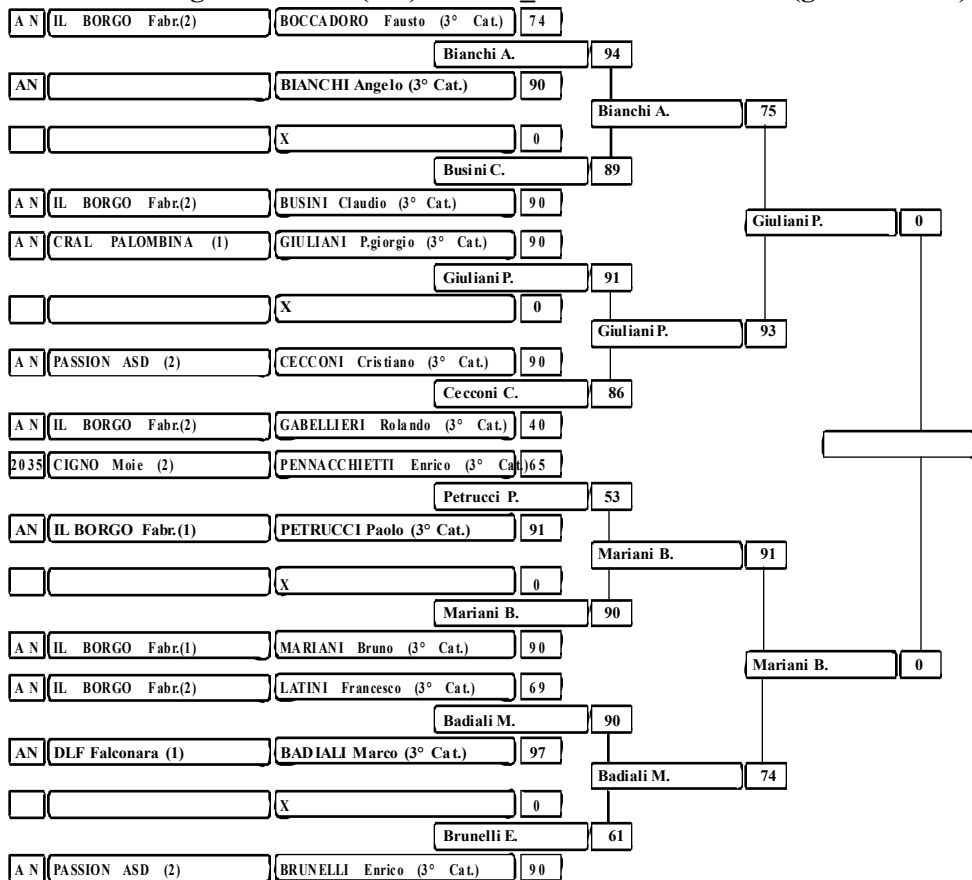 A N IL BORGO Fabr.(2) BOCCADORO Fausto (3° Cat.) 74
Bianchi A. 94
AN BIANCHI Angelo (3° Cat.) 90
Bianchi A. 75
X 0
Busini C. 89
A N IL BORGO Fabr.(2) BUSINI Claudio (3° Cat.) 90
Giuliani P. 0
A N CRAL PALOMBINA (1) GIULIANI P.giorgio (3° Cat.) 90
Giuliani P. 91
X 0
Giuliani P. 93
A N PASSION ASD (2) CECCONI Cristiano (3° Cat.) 90
Cecconi C. 86
A N IL BORGO Fabr.(2) GABELLIERI Rolando (3° Cat.) 40
2035 CIGNO Moie (2) PENNACCHIETTI Enrico (3° Cat.) 65
Petrucci P. 53
AN IL BORGO Fabr.(1) PETRUCCI Paolo (3° Cat.) 91
Mariani B. 91
X 0
Mariani B. 90
A N IL BORGO Fabr.(1) MARIANI Bruno (3° Cat.) 90
Mariani B. 0
A N IL BORGO Fabr.(2) LATINI Francesco (3° Cat.) 69
Badiali M. 90
AN DLF Falconara (1) BADIALI Marco (3° Cat.) 97
Badiali M. 74
X 0
Brunelli E. 61
A N PASSION ASD (2) BRUNELLI Enrico (3° Cat.) 90